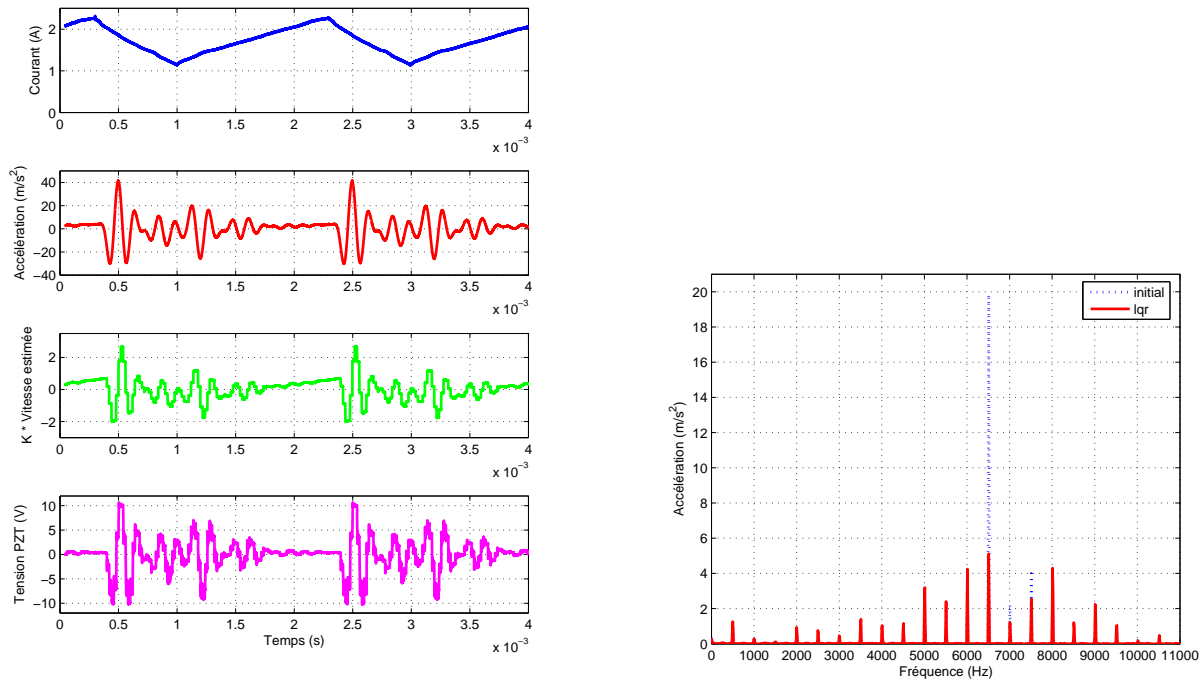 Courant (A)
2
1
0
0 0.5 1 1.5 2 2.5 3 3.5 4
x 10⁻³
Accélération (m/s²)
40
20
0
−20
−40
0 0.5 1 1.5 2 2.5 3 3.5 4
x 10⁻³
K * Vitesse estimée
2
0
−2
0 0.5 1 1.5 2 2.5 3 3.5 4
x 10⁻³
Tension PZT (V)
10
5
0
−5
−10
0 0.5 1 1.5 2 2.5 3 3.5 4
Temps (s)
x 10⁻³
Accélération (m/s²)
20
18
16
14
12
10
8
6
4
2
0
initial
lqr
0 1000 2000 3000 4000 5000 6000 7000 8000 9000 10000 11000
Fréquence (Hz)